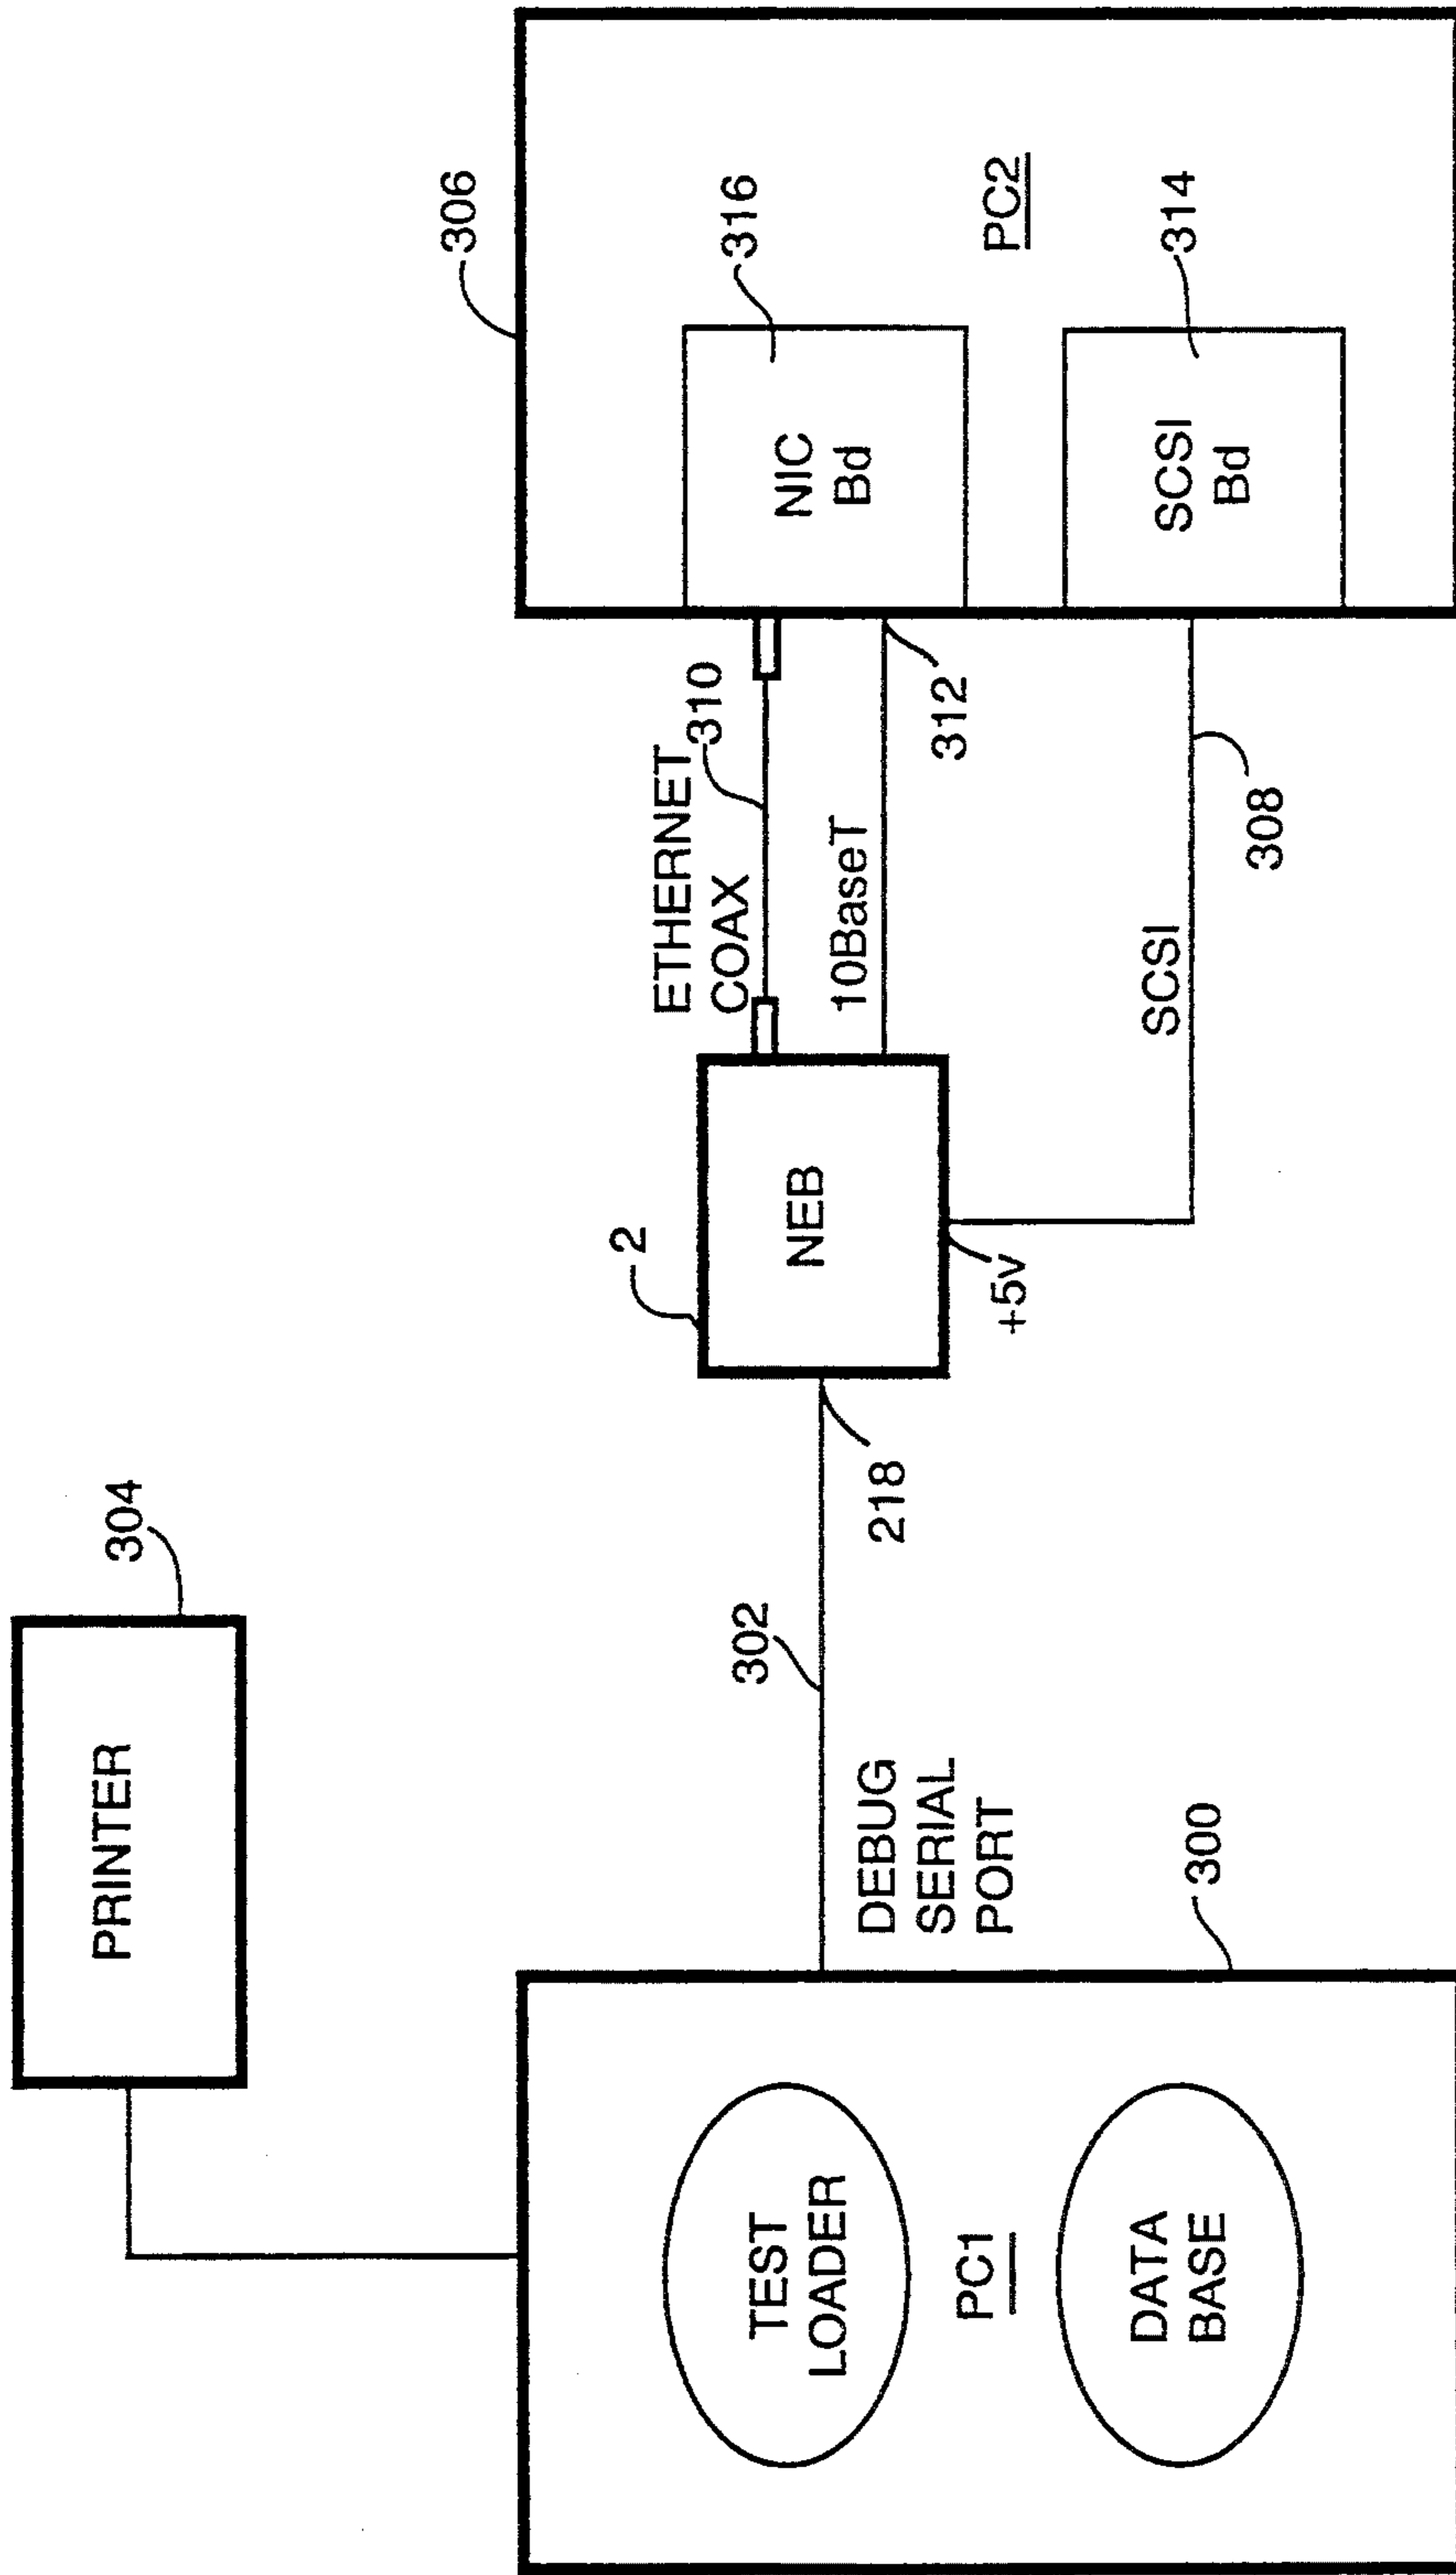 PRINTER
304
306
ETHERNET
COAX
310
NIC
Bd
316
2
NEB
10BaseT
312
PC2
302
218
+5v
DEBUG
SERIAL
PORT
SCSI
308
SCSI
Bd
314
TEST
LOADER
PC1
DATA
BASE
300